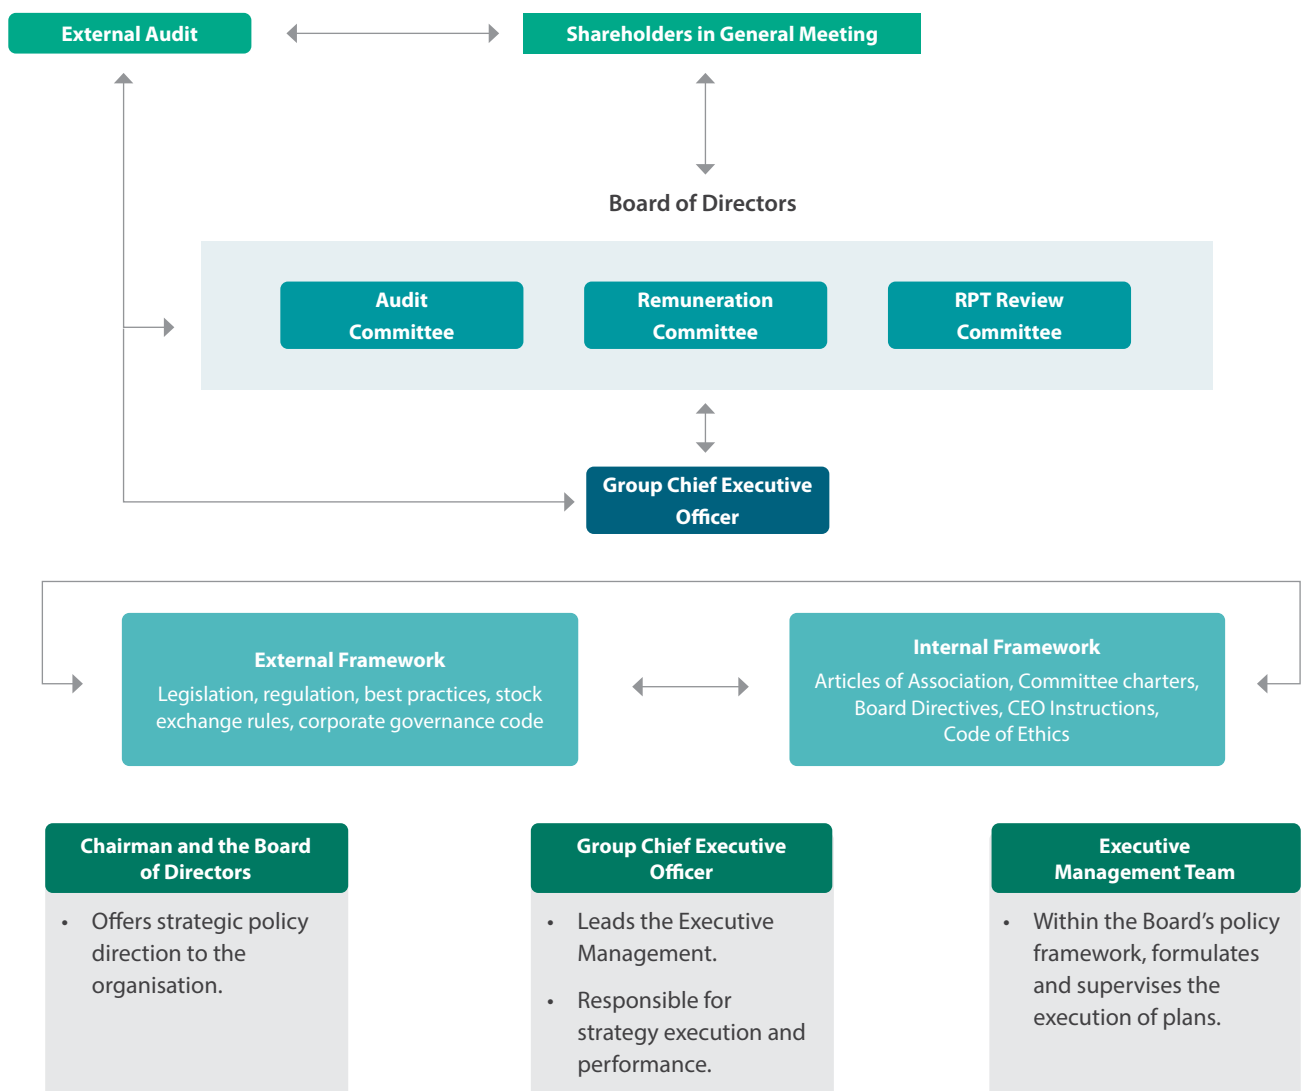 External Audit
Shareholders in General Meeting
Board of Directors
Audit
Committee
Remuneration
Committee
RPT Review
Committee
Group Chief Executive
Officer
External Framework
Legislation, regulation, best practices, stock
exchange rules, corporate governance code
Internal Framework
Articles of Association, Committee charters,
Board Directives, CEO Instructions,
Code of Ethics
Chairman and the Board
of Directors
• Offers strategic policy
direction to the
organisation.
Group Chief Executive
Officer
• Leads the Executive
Management.
• Responsible for
strategy execution and
performance.
Executive
Management Team
• Within the Board’s policy
framework, formulates
and supervises the
execution of plans.